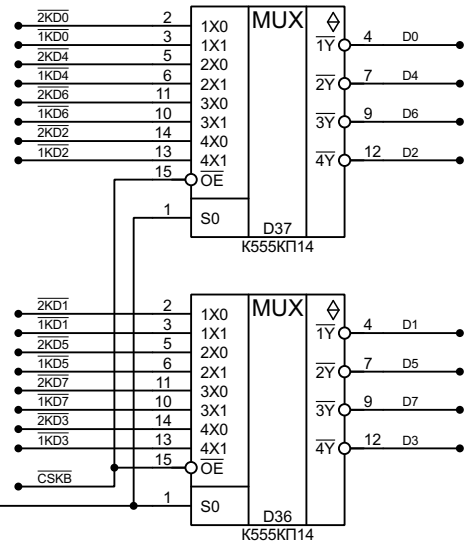 2KD0 2 1X0 MUX 1Y 4 D0
1KD0 3 1X1
2KD4 5 2X0 2Y 7 D4
1KD4 6 2X1
2KD6 11 3X0 3Y 9 D6
1KD6 10 3X1
2KD2 14 4X0 4Y 12 D2
1KD2 13 4X1
15 OE
1 S0 D37
К555КП14
2KD1 2 1X0 MUX 1Y 4 D1
1KD1 3 1X1
2KD5 5 2X0 2Y 7 D5
1KD5 6 2X1
2KD7 11 3X0 3Y 9 D7
1KD7 10 3X1
2KD3 14 4X0 4Y 12 D3
1KD3 13 4X1
15 OE
CSKB
1 S0 D36
К555КП14